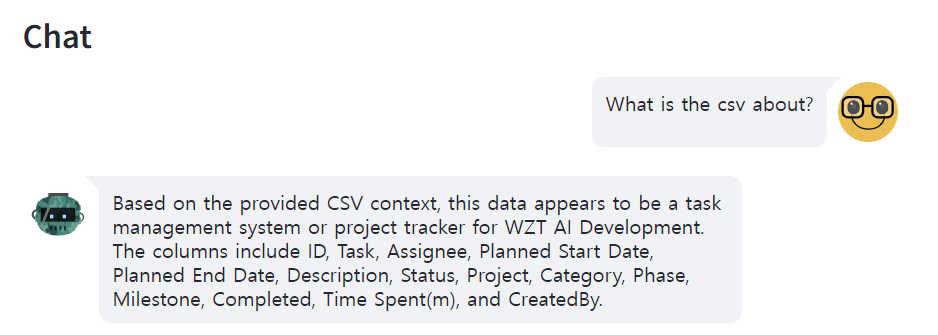 Chat
What is the csv about?
Based on the provided CSV context, this data appears to be a task
management system or project tracker for WZT AI Development.
The columns include ID, Task, Assignee, Planned Start Date,
Planned End Date, Description, Status, Project, Category, Phase,
Milestone, Completed, Time Spent(m), and CreatedBy.